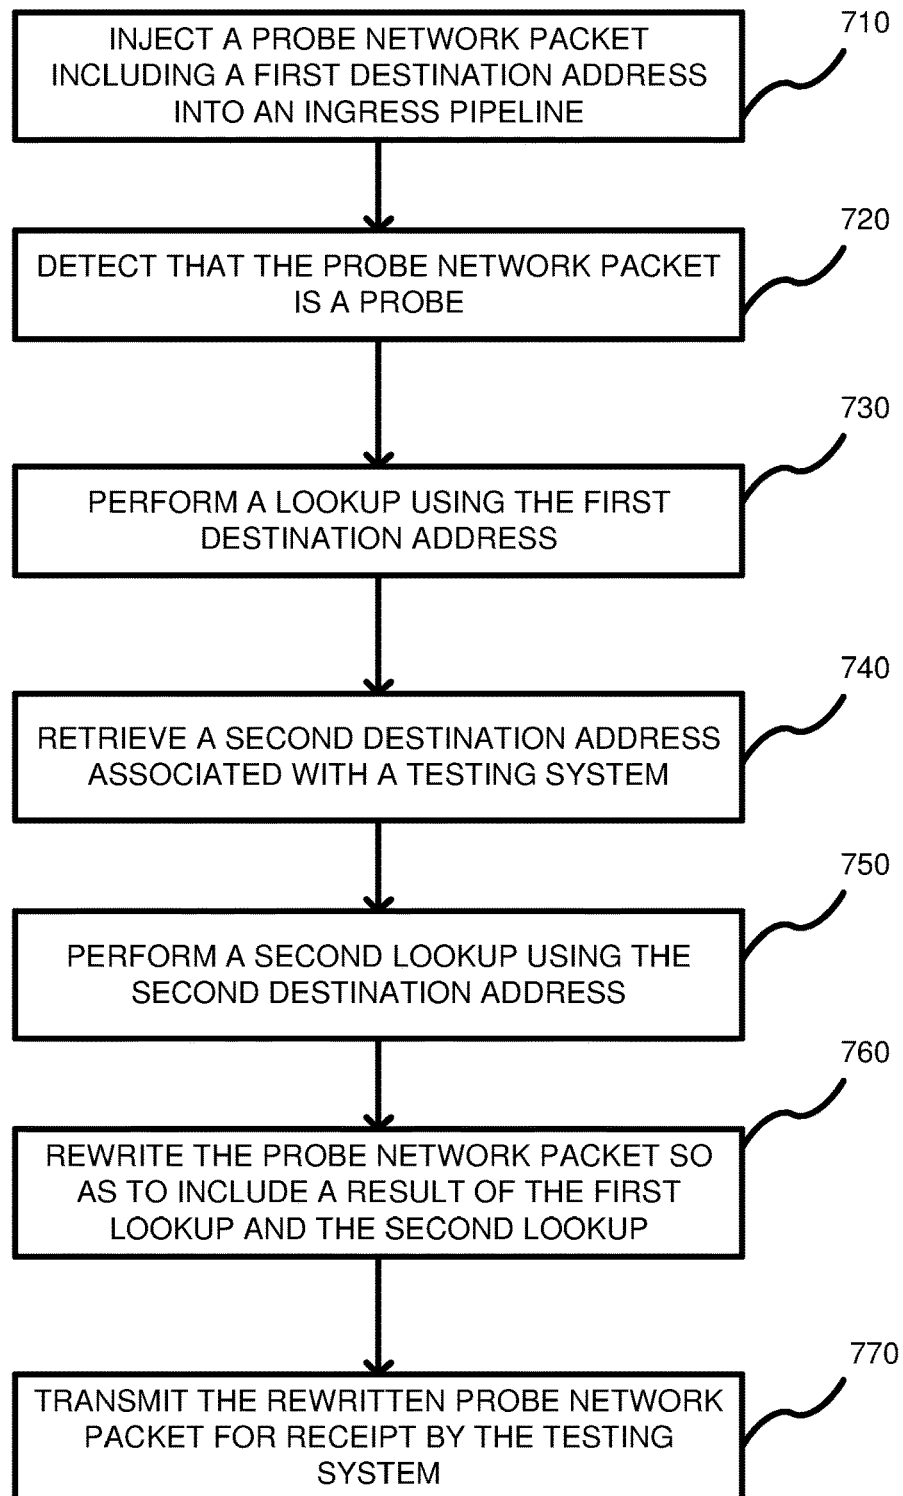 710
INJECT A PROBE NETWORK PACKET
INCLUDING A FIRST DESTINATION ADDRESS
INTO AN INGRESS PIPELINE
720
DETECT THAT THE PROBE NETWORK PACKET
IS A PROBE
730
PERFORM A LOOKUP USING THE FIRST
DESTINATION ADDRESS
740
RETRIEVE A SECOND DESTINATION ADDRESS
ASSOCIATED WITH A TESTING SYSTEM
750
PERFORM A SECOND LOOKUP USING THE
SECOND DESTINATION ADDRESS
760
REWRITE THE PROBE NETWORK PACKET SO
AS TO INCLUDE A RESULT OF THE FIRST
LOOKUP AND THE SECOND LOOKUP
770
TRANSMIT THE REWRITTEN PROBE NETWORK
PACKET FOR RECEIPT BY THE TESTING
SYSTEM